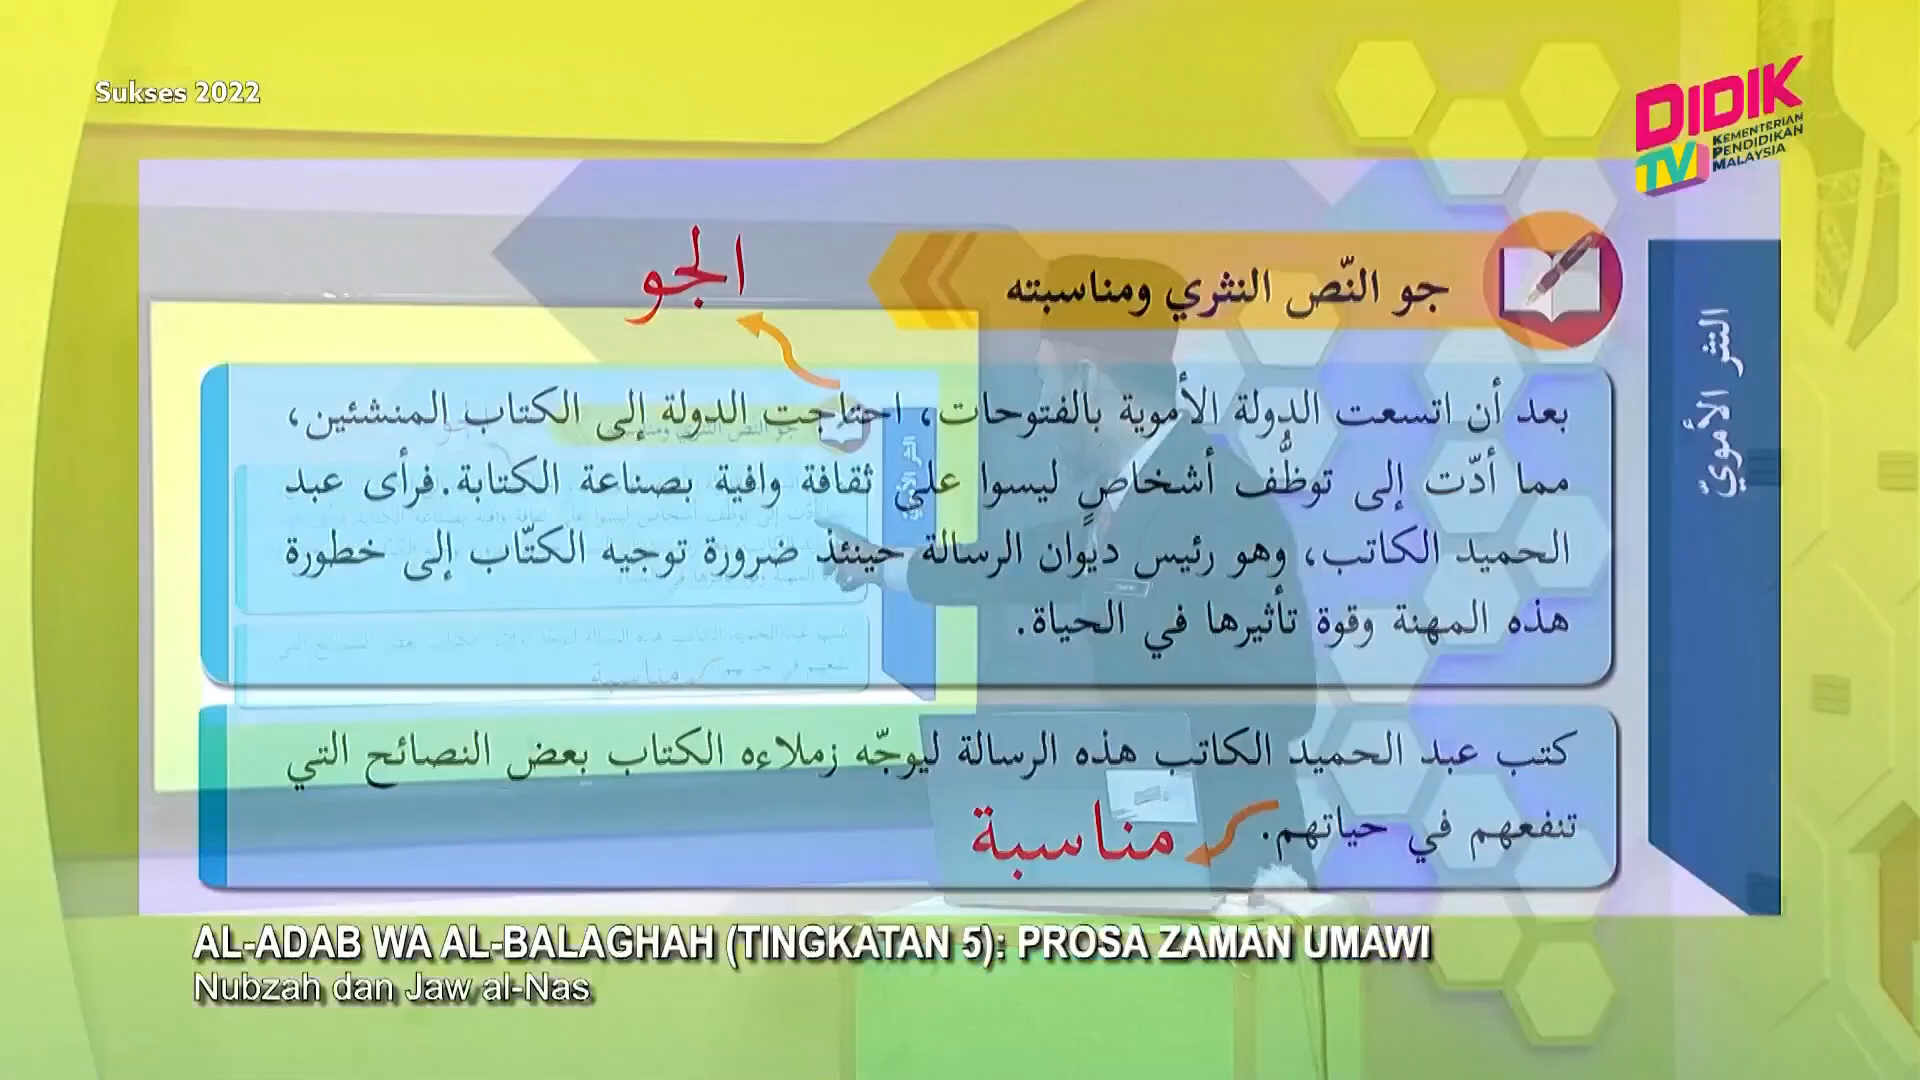 Sukses 2022
DIDIK
TV
KEMENTERIAN
PENDIDIKAN
MALAYSIA
الجو
جو النّص النثري ومناسبته
النثر الأموي
بعد أن اتسعت الدولة الأموية بالفتوحات، احتاجت الدولة إلى الكتاب المنشئين،
مما أدّت إلى توظُّف أشخاصٍ ليسوا على ثقافة وافية بصناعة الكتابة. فرأى عبد
الحميد الكاتب، وهو رئيس ديوان الرسالة حينئذ ضرورة توجيه الكتّاب إلى خطورة
هذه المهنة وقوة تأثيرها في الحياة.
كتب عبد الحميد الكاتب هذه الرسالة ليوجّه زملاءه الكتاب بعض النصائح التي
تنفعهم في حياتهم.
مناسبة
AL-ADAB WA AL-BALAGHAH (TINGKATAN 5): PROSA ZAMAN UMAWI
Nubzah dan Jaw al-Nas